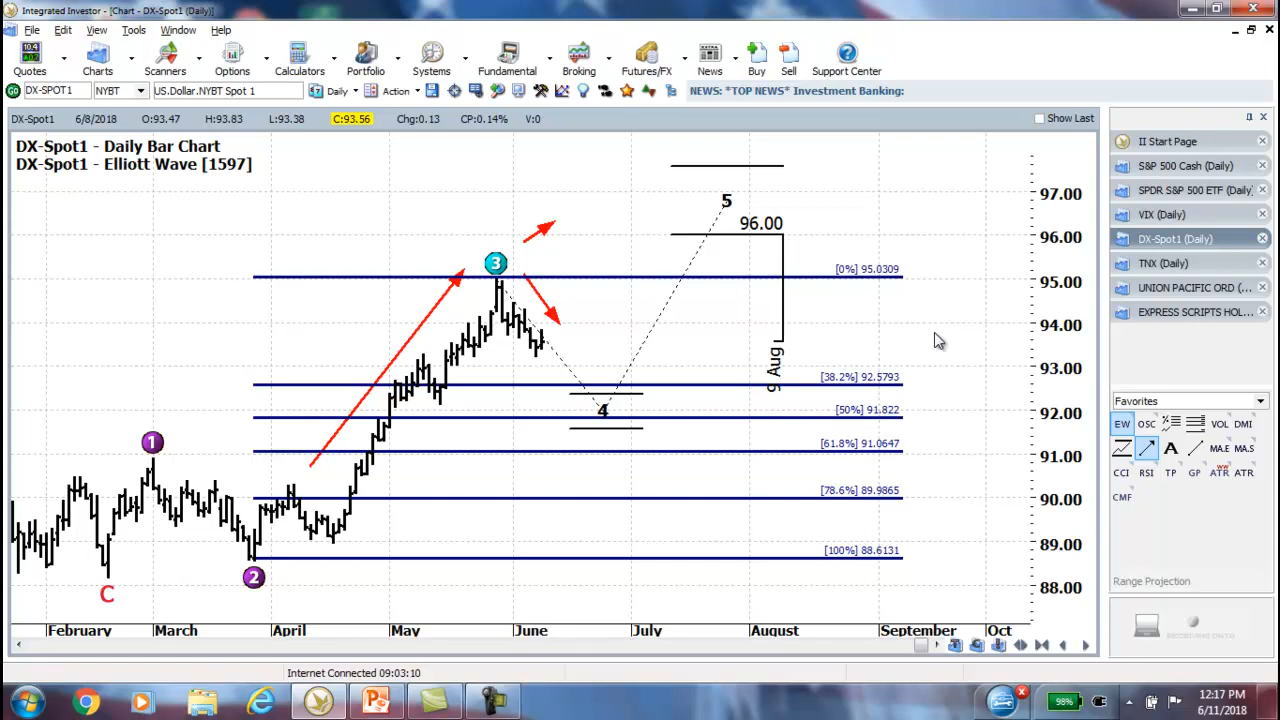 Integrated Investor - [Chart - DX-Spot1 (Daily)]
File Edit View Tools Window Help
Quotes Charts Scanners Options Calculators Portfolio Systems Fundamental Broking Futures/FX News Buy Sell Support Center
GO DX-SPOT1 NYBT US.Dollar.NYBT Spot 1 Daily Action NEWS: *TOP NEWS* Investment Banking:
DX-Spot1 6/8/2018 O:93.47 H:93.83 L:93.38 C:93.56 Chg:0.13 CP:0.14% V:0 Show Last
DX-Spot1 - Daily Bar Chart
DX-Spot1 - Elliott Wave [1597]
97.00
5
96.00
96.00
3
[0%] 95.0309
95.00
94.00
9 Aug
93.00
[38.2%] 92.5793
4
[50%] 91.822
92.00
1
[61.8%] 91.0647
91.00
[78.6%] 89.9865
90.00
[100%] 88.6131
89.00
2
C
88.00
February March April May June July August September Oct
II Start Page
S&P 500 Cash (Daily)
SPDR S&P 500 ETF (Daily)
VIX (Daily)
DX-Spot1 (Daily)
TNX (Daily)
UNION PACIFIC ORD (...
EXPRESS SCRIPTS HOL...
Favorites
EW OSC VOL DMI
A MA.E MA.S
CCI RSI TP GP ATR ATR
CMF
Range Projection
Internet Connected 09:03:10
98%
12:17 PM
6/11/2018